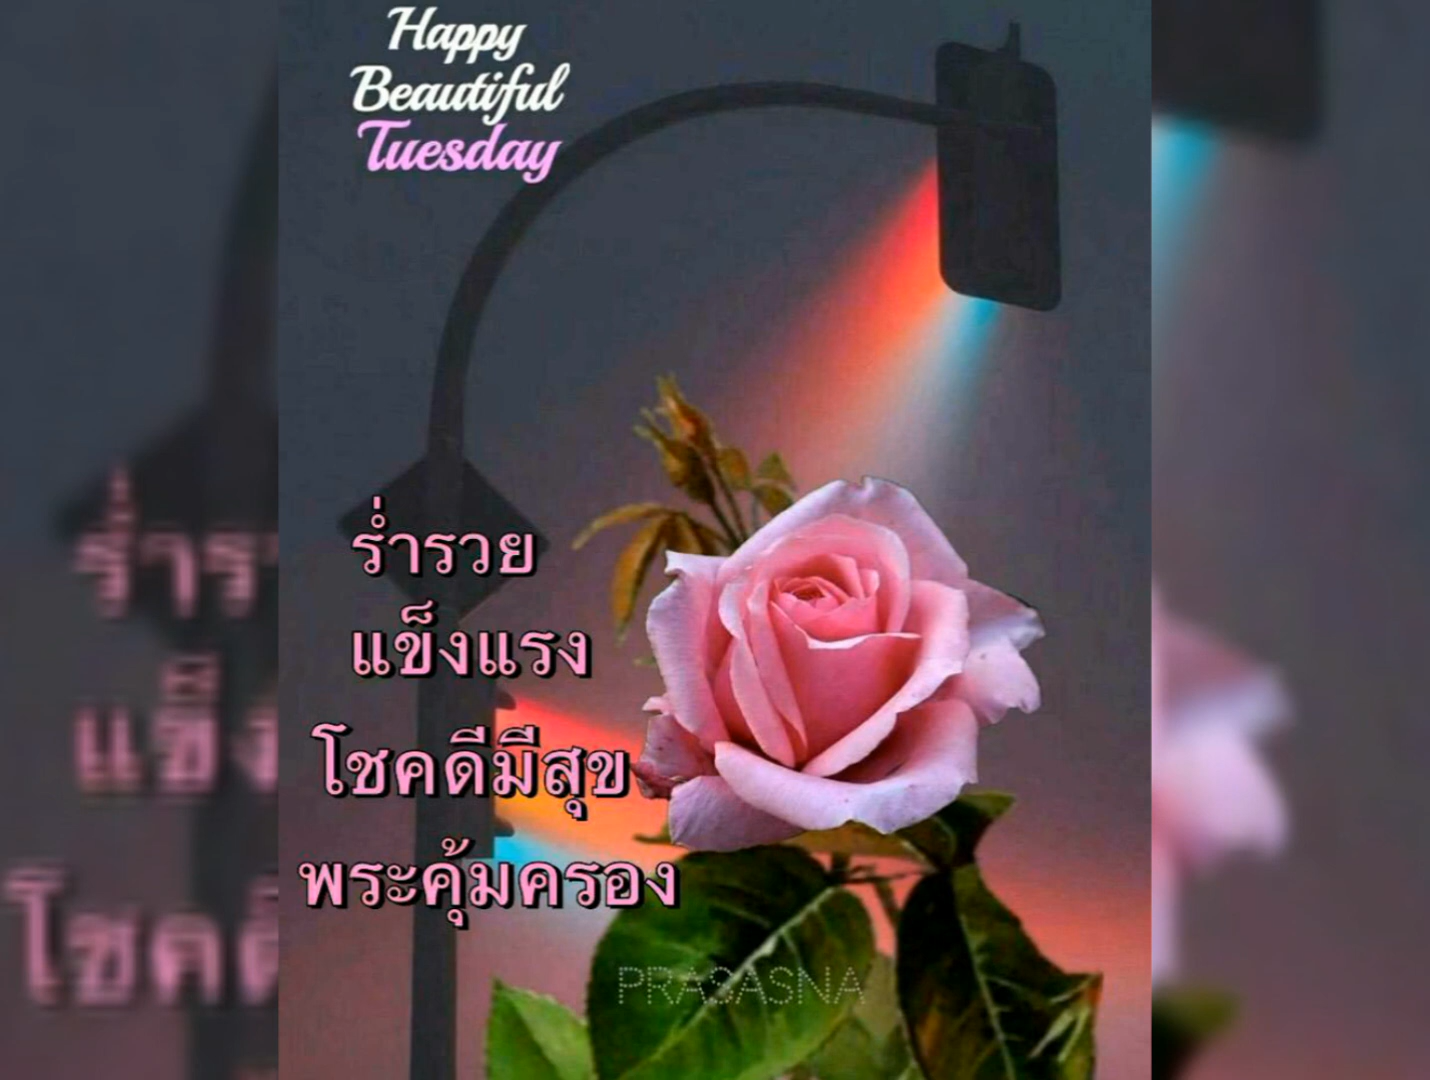 Happy
Beautiful
Tuesday
ร่ำรวย
แข็งแรง
โชคดีมีสุข
พระคุ้มครอง
PRASASNA